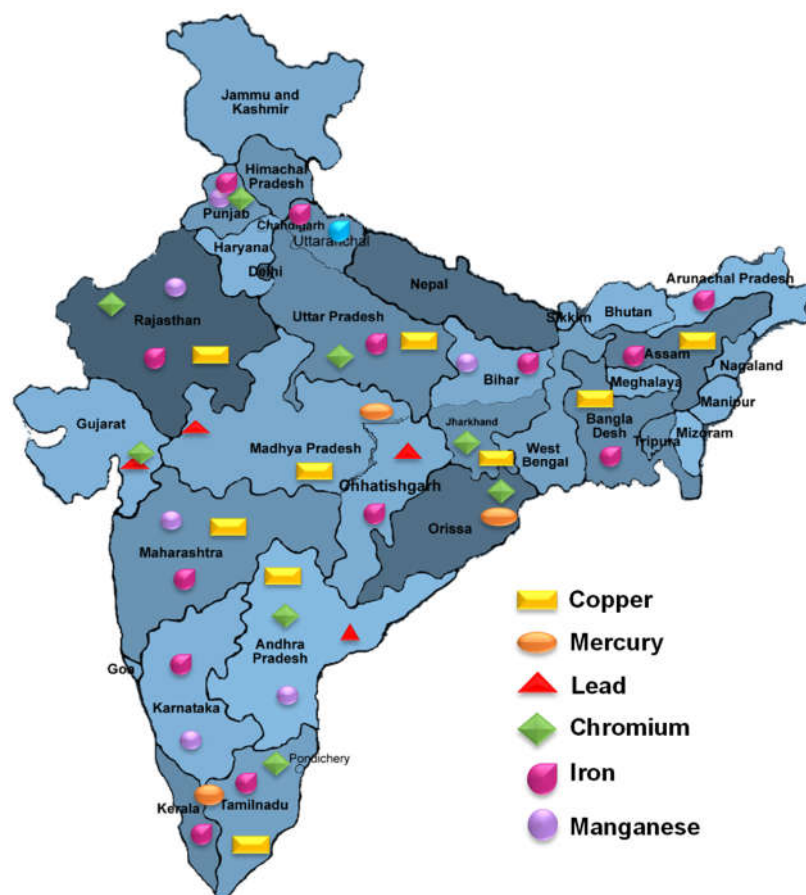 Jammu and
Kashmir
Himachal
Pradesh
Punjab
Chandigarh
Uttaranchal
Haryana
Delhi
Rajasthan
Uttar Pradesh
Nepal
Sikkim
Bhutan
Arunachal Pradesh
Assam
Nagaland
Meghalaya
Manipur
Bihar
Bangla
Desh
Tripura
Mizoram
Gujarat
Madhya Pradesh
Jharkhand
West
Bengal
Chhatishgarh
Orissa
Maharashtra
Andhra
Pradesh
Goa
Karnataka
Pondichery
Kerala
Tamilnadu
Copper
Mercury
Lead
Chromium
Iron
Manganese